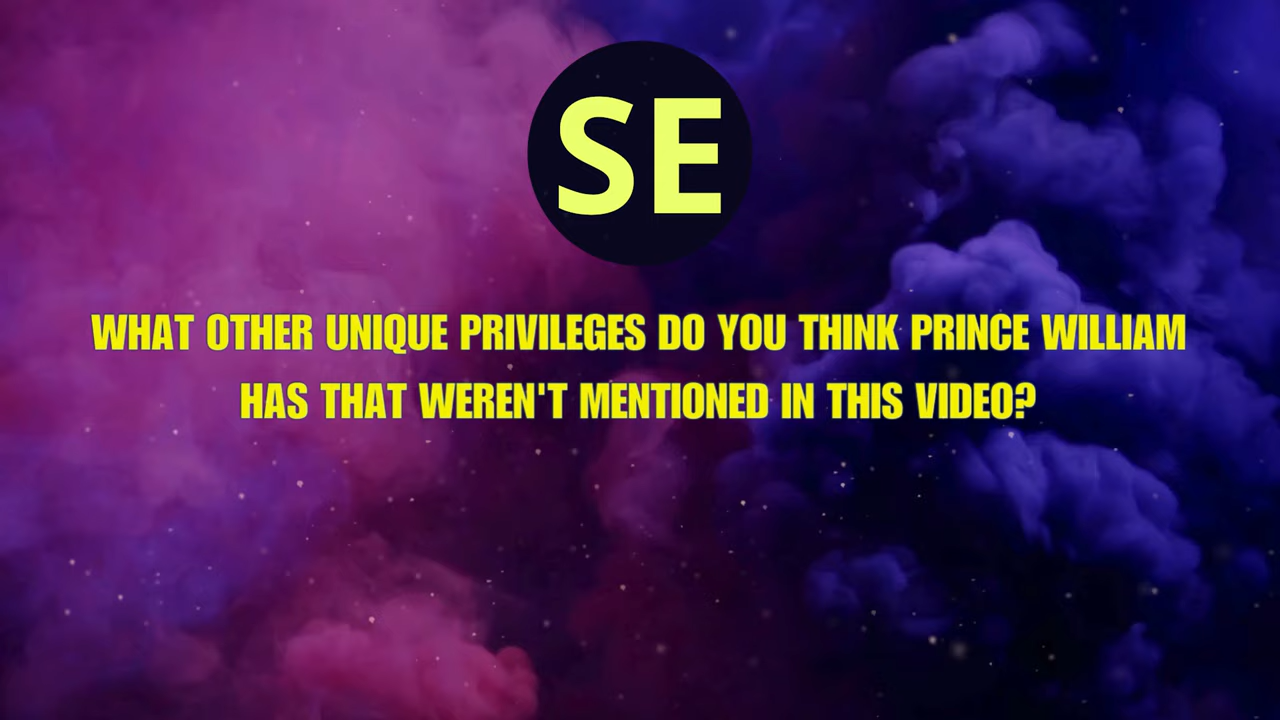 SE
WHAT OTHER UNIQUE PRIVILEGES DO YOU THINK PRINCE WILLIAM
HAS THAT WEREN'T MENTIONED IN THIS VIDEO?